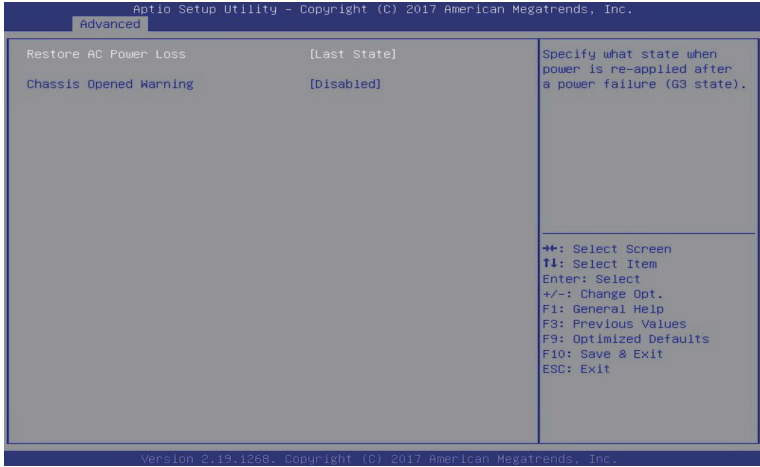 Aptio Setup Utility – Copyright (C) 2017 American Megatrends, Inc.
Advanced
Restore AC Power Loss [Last State]
Chassis Opened Warning [Disabled]
Specify what state when
power is re-applied after
a power failure (G3 state).
→←: Select Screen
↑↓: Select Item
Enter: Select
+/-: Change Opt.
F1: General Help
F3: Previous Values
F9: Optimized Defaults
F10: Save & Exit
ESC: Exit
Version 2.19.1268. Copyright (C) 2017 American Megatrends, Inc.